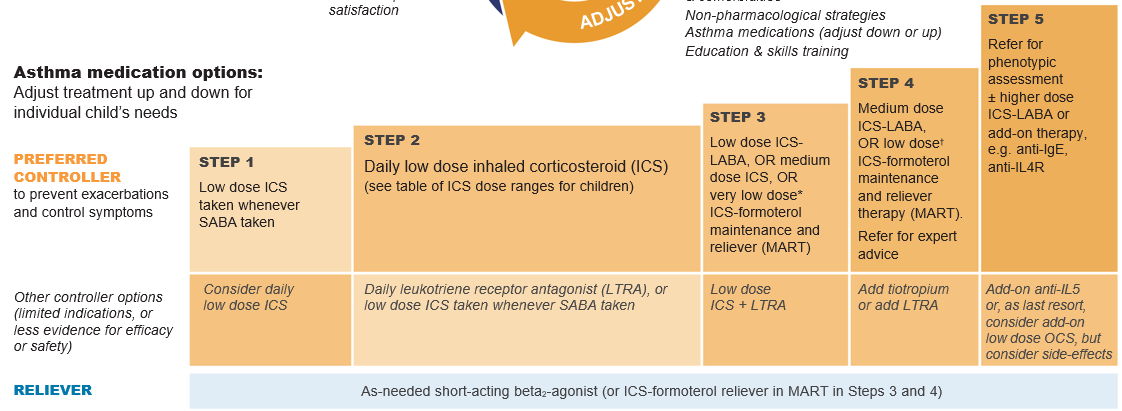 satisfaction
ADJUST
Non-pharmacological strategies
Asthma medications (adjust down or up)
Education & skills training
Asthma medication options:
Adjust treatment up and down for
individual child's needs
PREFERRED
CONTROLLER
to prevent exacerbations
and control symptoms
STEP 1
Low dose ICS
taken whenever
SABA taken
STEP 2
Daily low dose inhaled corticosteroid (ICS)
(see table of ICS dose ranges for children)
STEP 3
Low dose ICS-
LABA, OR medium
dose ICS, OR
very low dose*
ICS-formoterol
maintenance and
reliever (MART)
STEP 4
Medium dose
ICS-LABA,
OR low dose†
ICS-formoterol
maintenance
and reliever
therapy (MART).
Refer for expert
advice
STEP 5
Refer for
phenotypic
assessment
± higher dose
ICS-LABA or
add-on therapy,
e.g. anti-IgE,
anti-IL4R
Other controller options
(limited indications, or
less evidence for efficacy
or safety)
Consider daily
low dose ICS
Daily leukotriene receptor antagonist (LTRA), or
low dose ICS taken whenever SABA taken
Low dose
ICS + LTRA
Add tiotropium
or add LTRA
Add-on anti-IL5
or, as last resort,
consider add-on
low dose OCS, but
consider side-effects
RELIEVER
As-needed short-acting beta₂-agonist (or ICS-formoterol reliever in MART in Steps 3 and 4)